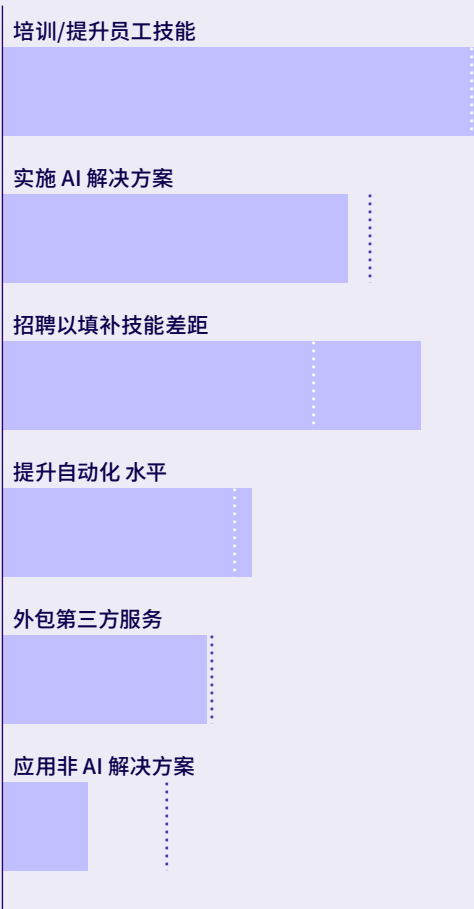 培训/提升员工技能
实施 AI 解决方案
招聘以填补技能差距
提升自动化 水平
外包第三方服务
应用非 AI 解决方案